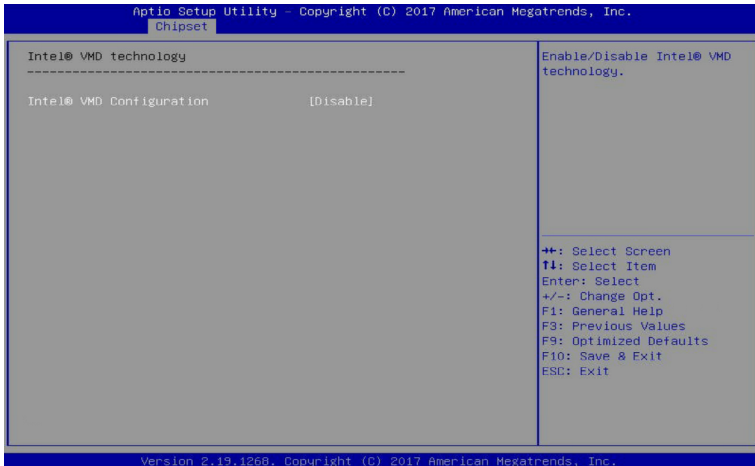 Aptio Setup Utility - Copyright (C) 2017 American Megatrends, Inc.
Chipset
Intel® VMD technology
--------------------------------------------------
Intel® VMD Configuration [Disable]
Enable/Disable Intel® VMD
technology.
→←: Select Screen
↑↓: Select Item
Enter: Select
+/-: Change Opt.
F1: General Help
F3: Previous Values
F9: Optimized Defaults
F10: Save & Exit
ESC: Exit
Version 2.19.1268. Copyright (C) 2017 American Megatrends, Inc.